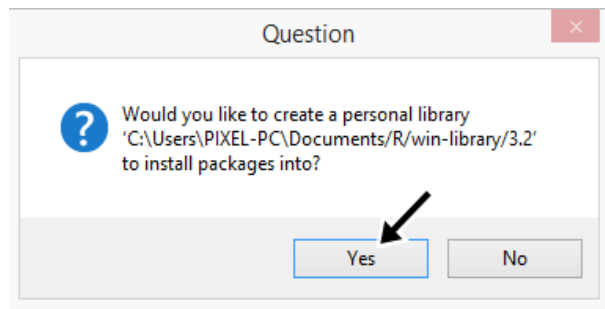 Question
Would you like to create a personal library
‘C:\Users\PIXEL-PC\Documents/R/win-library/3.2’
to install packages into?
Yes
No